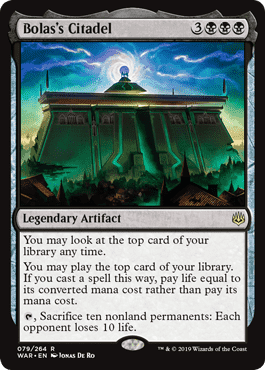 Bolas's Citadel 3
Legendary Artifact
You may look at the top card of your
library any time.
You may play the top card of your library.
If you cast a spell this way, pay life equal to
its converted mana cost rather than pay its
mana cost.
, Sacrifice ten nonland permanents: Each
opponent loses 10 life.
079/264 R
WAR • EN Jonas De Ro ™ & © 2019 Wizards of the Coast